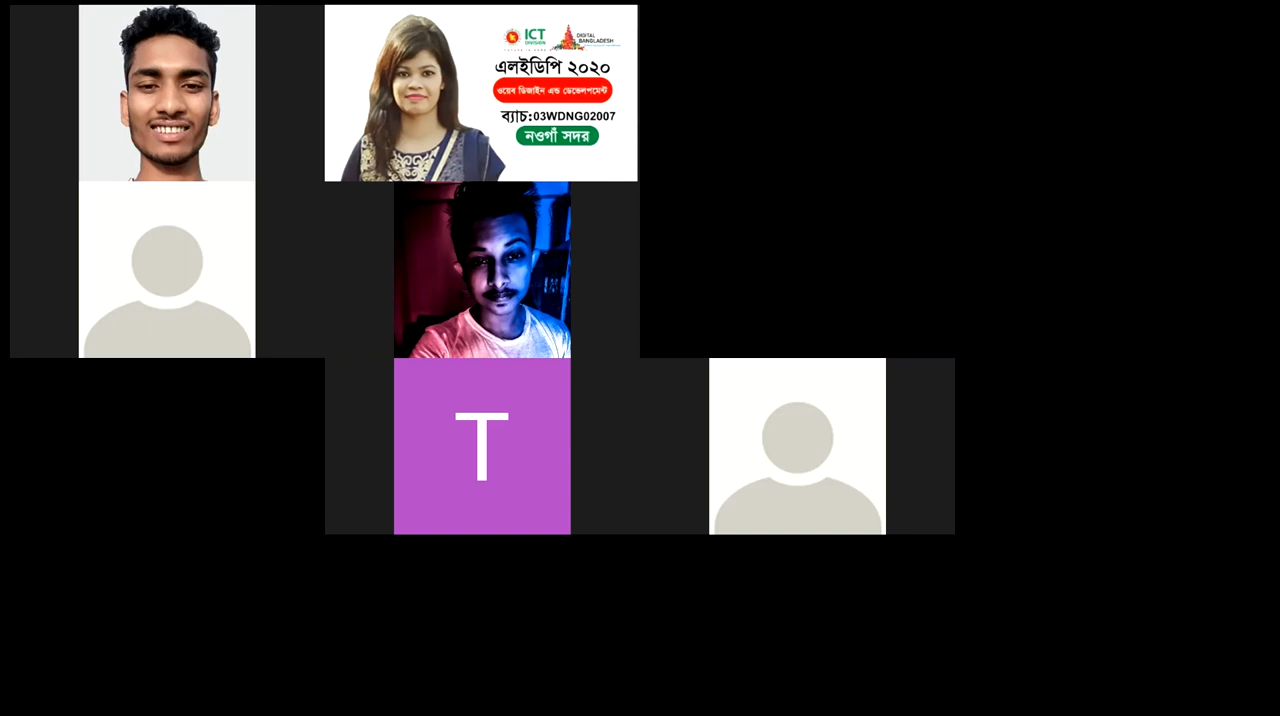 ICT
DIVISION
DIGITAL
BANGLADESH
এলইডিপি ২০২০
ওয়েব ডিজাইন এন্ড ডেভেলপমেন্ট
ব্যাচ:03WDNG02007
নওগাঁ সদর
T